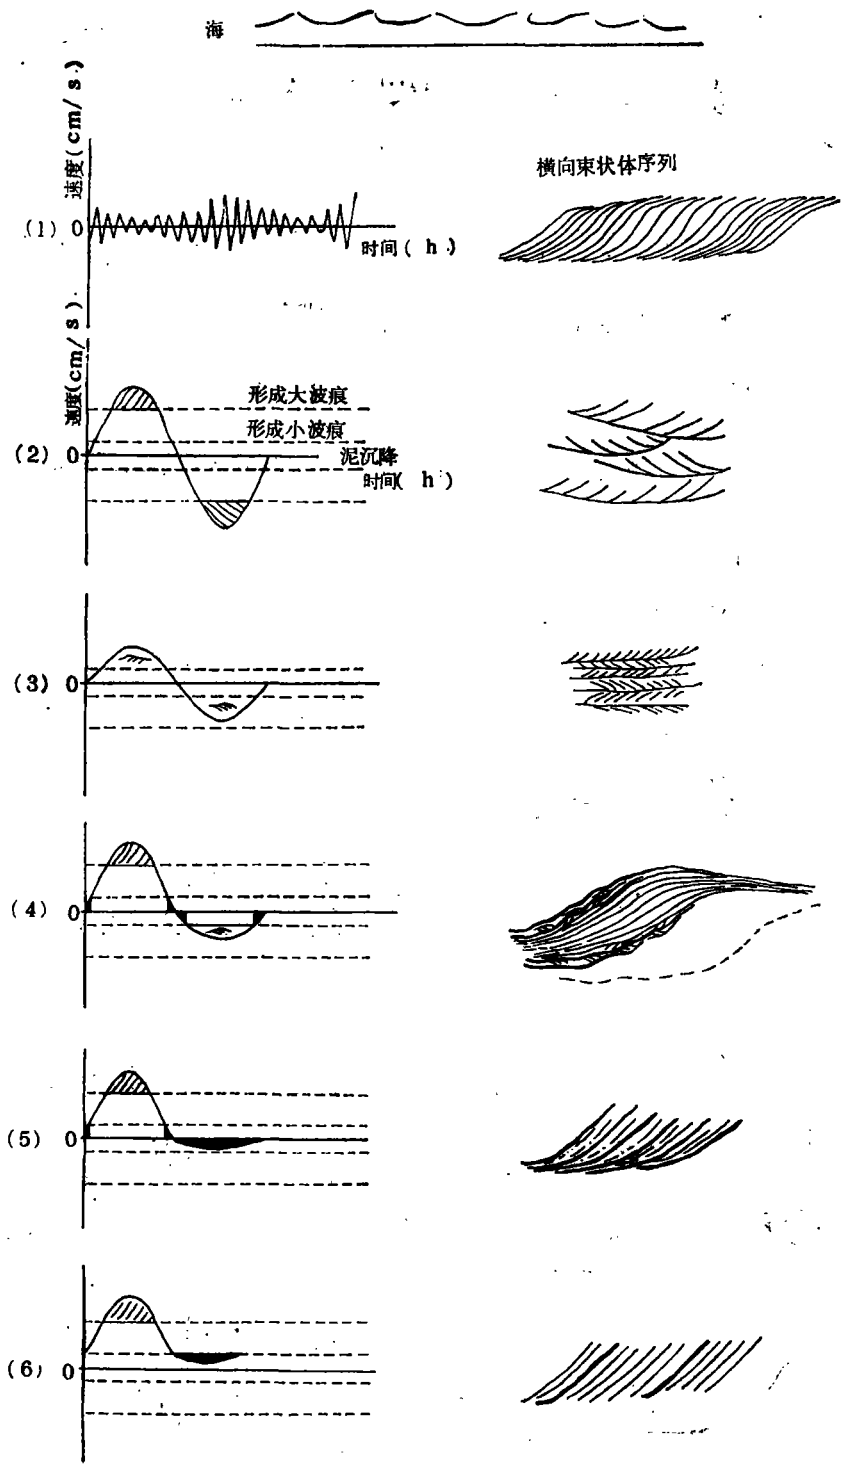 海
速度(cm/s)
横向束状体序列
(1) 0
时间(h)
速度(cm/s)
形成大波痕
形成小波痕
(2) 0
泥沉降
时间(h)
(3) 0
(4) 0
(5) 0
(6) 0